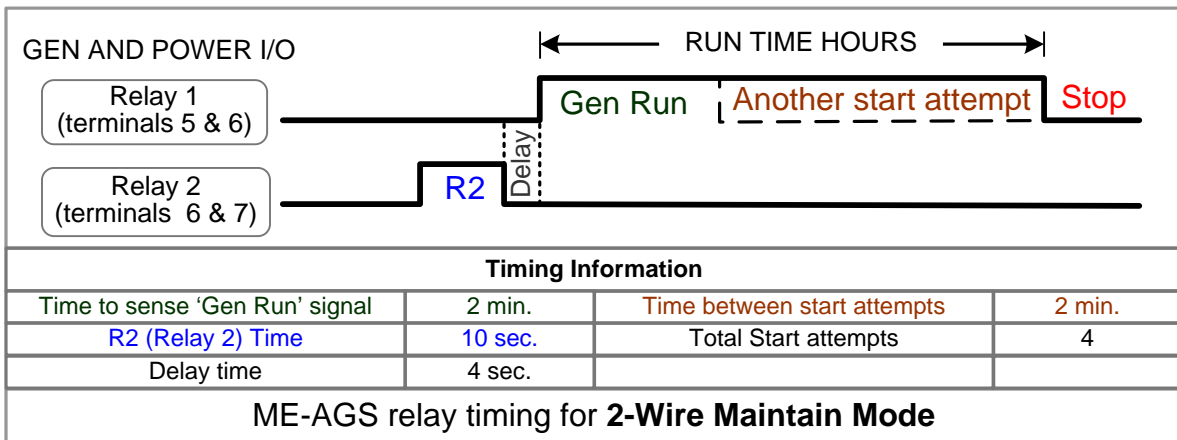 RUN TIME HOURS
GEN AND POWER I/O
Relay 1
(terminals 5 & 6)
Gen Run
Another start attempt
Stop
Delay
Relay 2
(terminals 6 & 7)
R2
Timing Information
Time to sense ‘Gen Run’ signal 2 min. Time between start attempts 2 min.
R2 (Relay 2) Time 10 sec. Total Start attempts 4
Delay time 4 sec.
ME-AGS relay timing for 2-Wire Maintain Mode